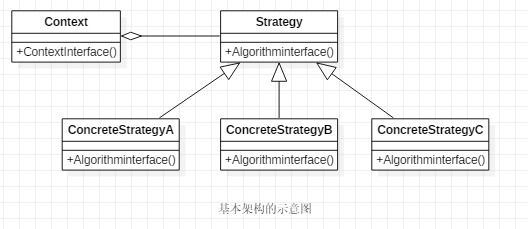 Context
+ContextInterface()
Strategy
+Algorithminterface()
ConcreteStrategyA
+Algorithminterface()
ConcreteStrategyB
+Algorithminterface()
ConcreteStrategyC
+Algorithminterface()
基本架构的示意图